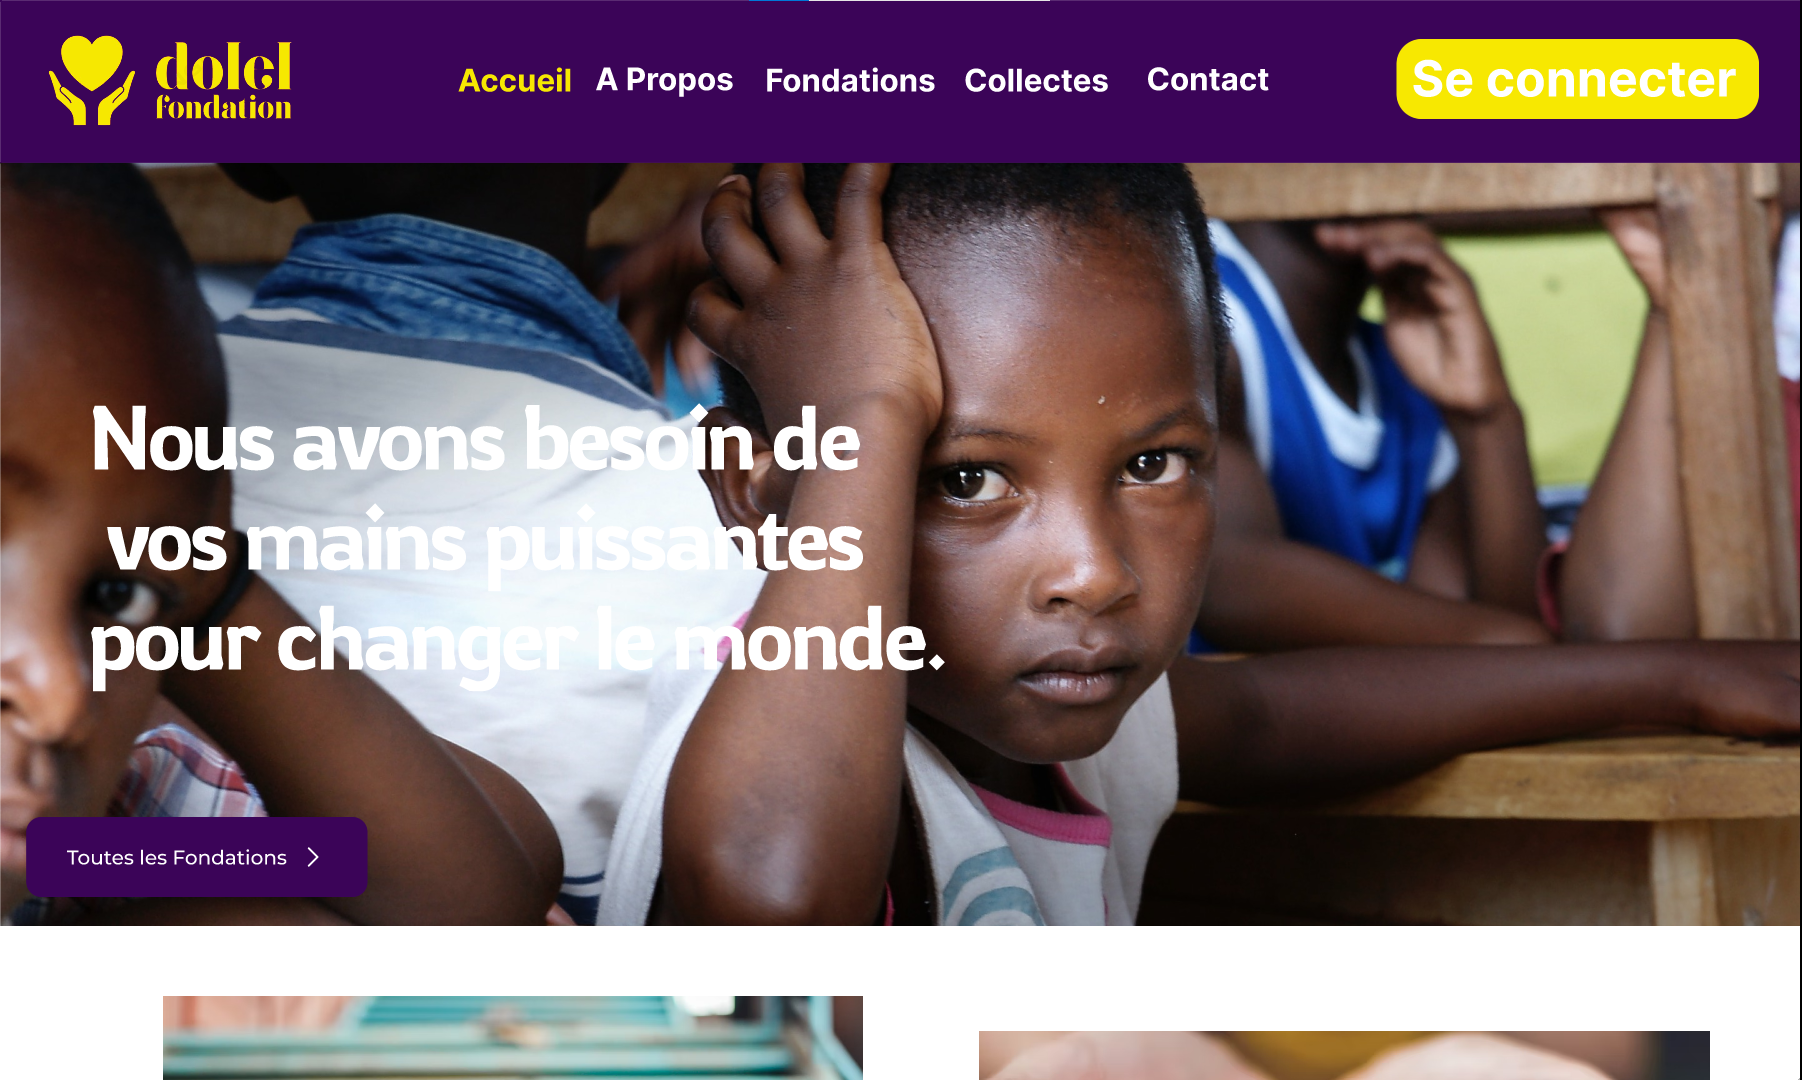 dolcl
fondation
Accueil
A Propos
Fondations
Collectes
Contact
Se connecter
Nous avons besoin de
vos mains puissantes
pour changer le monde.
Toutes les Fondations